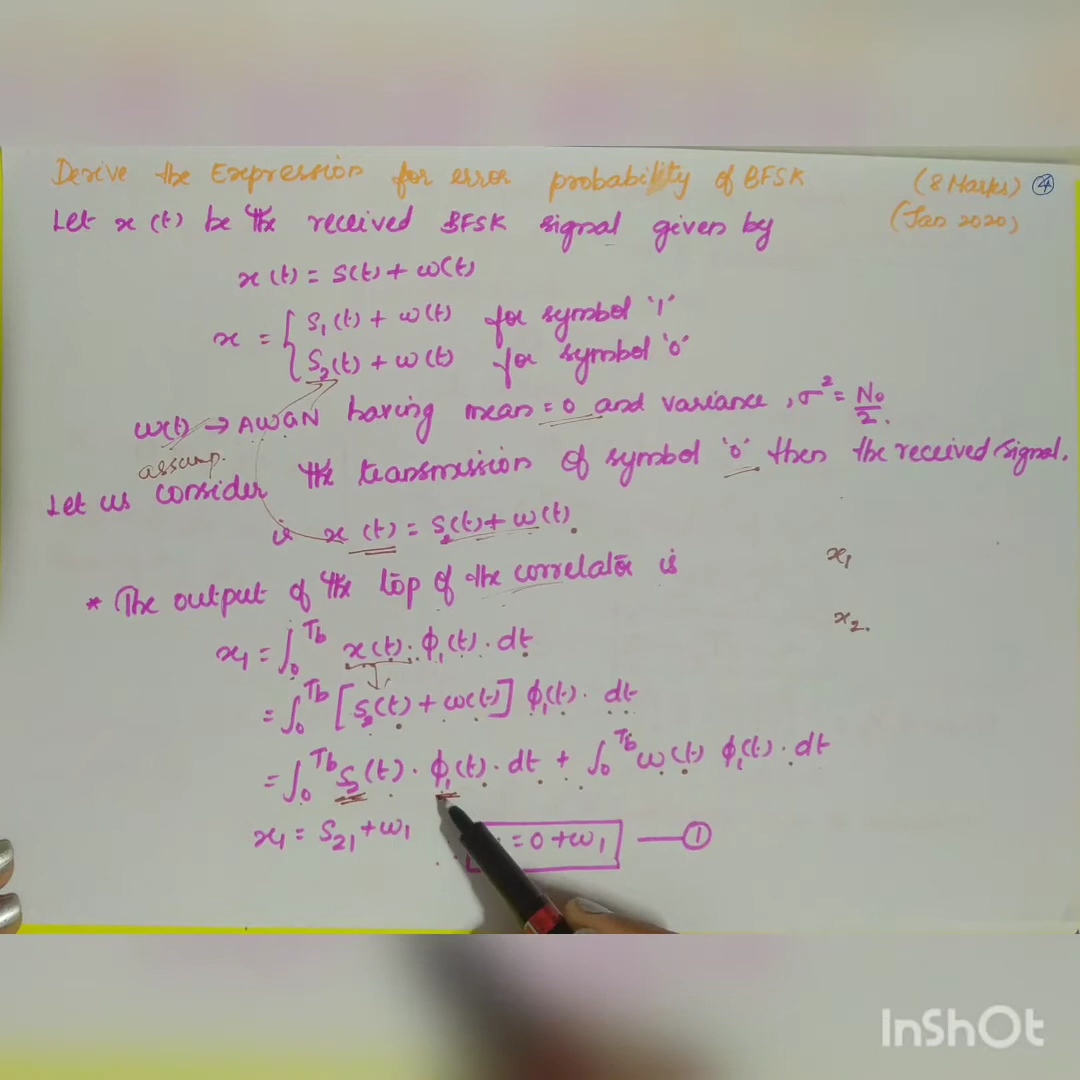 Derive the Expression for error probability of BFSK (8 Marks) ④
(Jan 2020)
Let x(t) be the received BFSK signal given by
x(t) = s(t) + w(t)
x = { S₁(t) + w(t) for symbol '1'
S₂(t) + w(t) for symbol '0'
w(t) → AWGN having mean = 0 and variance, σ² = N₀/2.
assump.
Let us consider the transmission of symbol '0' then the received signal.
is x(t) = S₂(t) + w(t).
* The output of the top of the correlator is
x₁
x₂.
x₁ = ∫₀^Tb x(t). ϕ₁(t). dt
= ∫₀^Tb [S₂(t) + w(t)] ϕ₁(t). dt
= ∫₀^Tb S₂(t). ϕ₁(t). dt + ∫₀^Tb w(t) ϕ₁(t). dt
x₁ = S₂₁ + w₁ = 0 + w₁ —①
InShOt